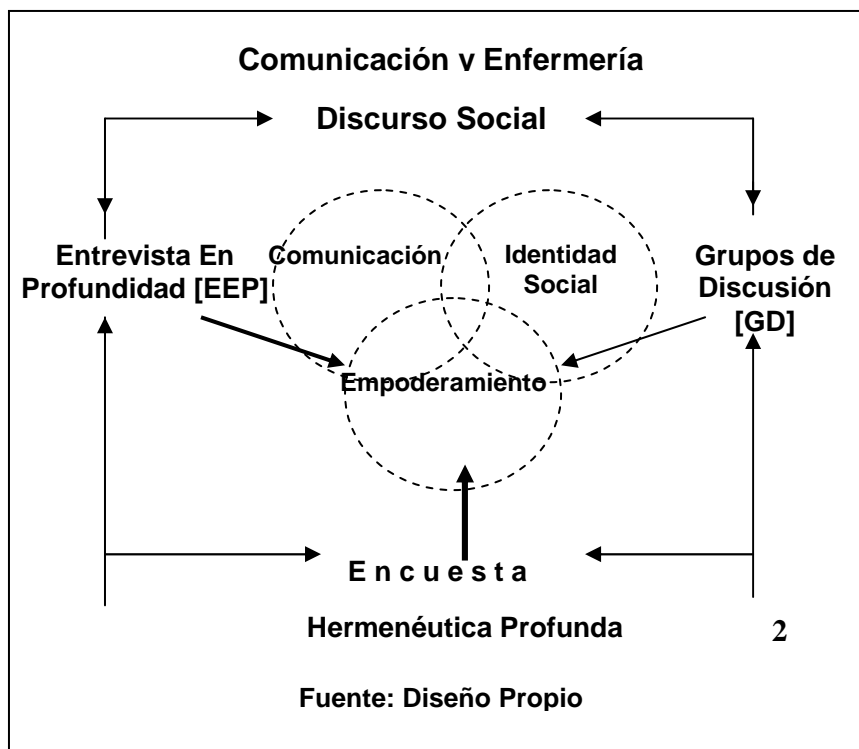 Comunicación y Enfermería
Discurso Social
Entrevista En
Profundidad [EEP]
Comunicación
Identidad
Social
Grupos de
Discusión
[GD]
Empoderamiento
E n c u e s t a
Hermenéutica Profunda
2
Fuente: Diseño Propio